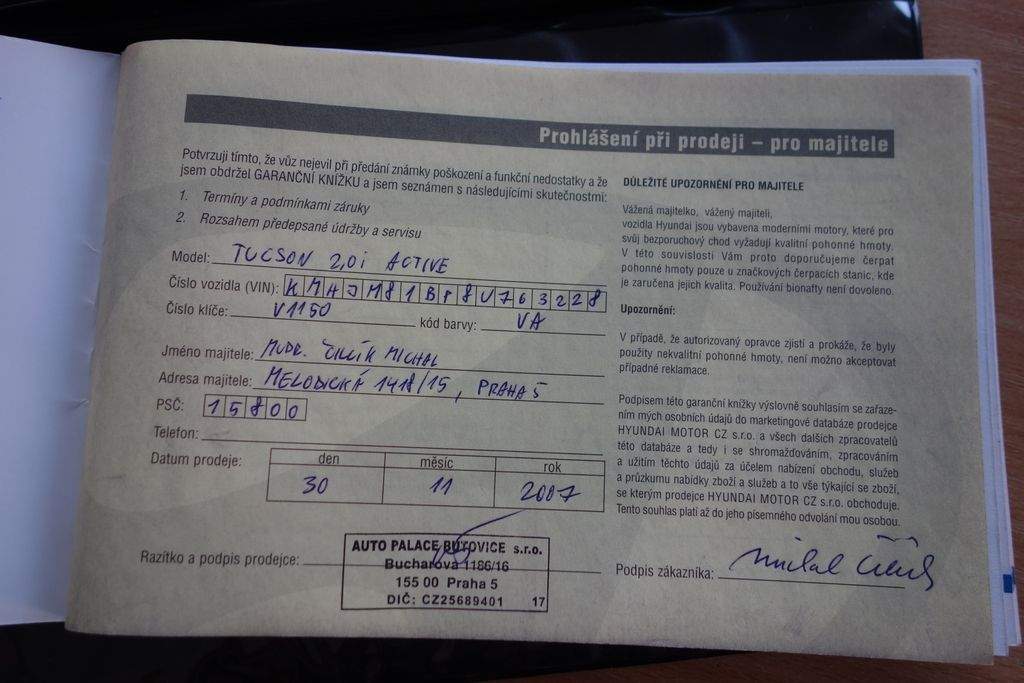 Prohlášení při prodeji – pro majitele
Potvrzuji tímto, že vůz nejevil při předání známky poškození a funkční nedostatky a že
jsem obdržel GARANČNÍ KNÍŽKU a jsem seznámen s následujícími skutečnostmi:
1. Termíny a podmínkami záruky
2. Rozsahem předepsané údržby a servisu
Model: TUCSON 2,0i ACTIVE
Číslo vozidla (VIN): KMHJM81BP8U763228
Číslo klíče: V1150 kód barvy: VA
Jméno majitele: MUDR. ČILLÍK MICHAL
Adresa majitele: MELODICKÁ 1418/15, PRAHA 5
PSČ: 15800
Telefon:
Datum prodeje: den měsíc rok
30 11 2007
Razítko a podpis prodejce:
AUTO PALACE BUTOVICE s.r.o.
Bucharova 1186/16
155 00 Praha 5
DIČ: CZ25689401 17
DŮLEŽITÉ UPOZORNĚNÍ PRO MAJITELE
Vážená majitelko, vážený majiteli,
vozidla Hyundai jsou vybavena moderními motory, které pro
svůj bezporuchový chod vyžadují kvalitní pohonné hmoty.
V této souvislosti Vám proto doporučujeme čerpat
pohonné hmoty pouze u značkových čerpacích stanic, kde
je zaručena jejich kvalita. Používání bionafty není dovoleno.
Upozornění:
V případě, že autorizovaný opravce zjistí a prokáže, že byly
použity nekvalitní pohonné hmoty, není možno akceptovat
případné reklamace.
Podpisem této garanční knížky výslovně souhlasím se zařaze-
ním mých osobních údajů do marketingové databáze prodejce
HYUNDAI MOTOR CZ s.r.o. a všech dalších zpracovatelů
této databáze a tedy i se shromažďováním, zpracováním
a užitím těchto údajů za účelem nabízení obchodu, služeb
a průzkumu nabídky zboží a služeb a to vše týkající se zboží,
se kterým prodejce HYUNDAI MOTOR CZ s.r.o. obchoduje.
Tento souhlas platí až do jeho písemného odvolání mou osobou.
Podpis zákazníka: